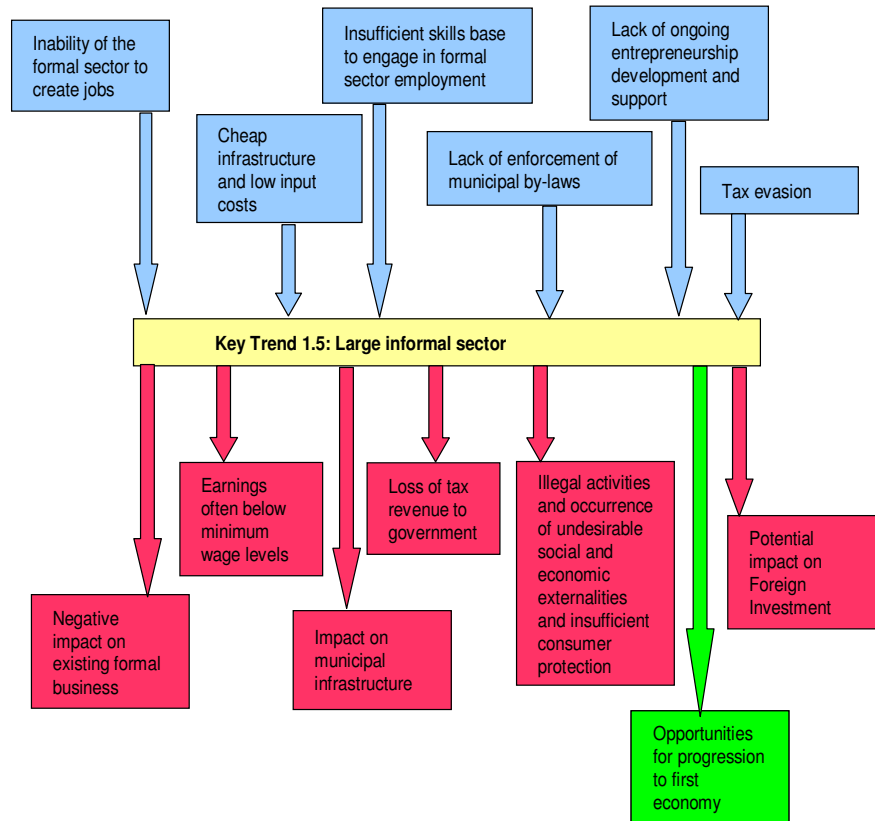 Inability of the
formal sector to
create jobs
Insufficient skills base
to engage in formal
sector employment
Lack of ongoing
entrepreneurship
development and
support
Cheap
infrastructure
and low input
costs
Lack of enforcement of
municipal by-laws
Tax evasion
Key Trend 1.5: Large informal sector
Negative
impact on
existing formal
business
Earnings
often below
minimum
wage levels
Impact on
municipal
infrastructure
Loss of tax
revenue to
government
Illegal activities
and occurrence
of undesirable
social and
economic
externalities
and insufficient
consumer
protection
Opportunities
for progression
to first
economy
Potential
impact on
Foreign
Investment